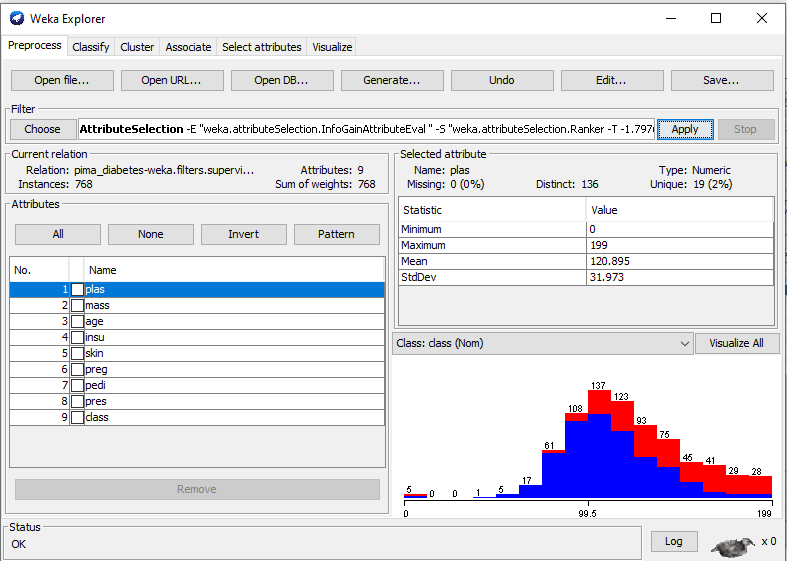 Weka Explorer
Preprocess Classify Cluster Associate Select attributes Visualize
Open file... Open URL... Open DB... Generate... Undo Edit... Save...
Filter
Choose AttributeSelection -E "weka.attributeSelection.InfoGainAttributeEval " -S "weka.attributeSelection.Ranker -T -1.797 Apply Stop
Current relation
Relation: pima_diabetes-weka.filters.supervi... Attributes: 9
Instances: 768 Sum of weights: 768
Attributes
All None Invert Pattern
No. Name
1 plas
2 mass
3 age
4 insu
5 skin
6 preg
7 pedi
8 pres
9 class
Remove
Selected attribute
Name: plas Type: Numeric
Missing: 0 (0%) Distinct: 136 Unique: 19 (2%)
Statistic Value
Minimum 0
Maximum 199
Mean 120.895
StdDev 31.973
Class: class (Nom) Visualize All
5 0 0 1 5 17 61 108 137 123 93 75 45 41 29 28
0 99.5 199
Status
OK
Log x 0